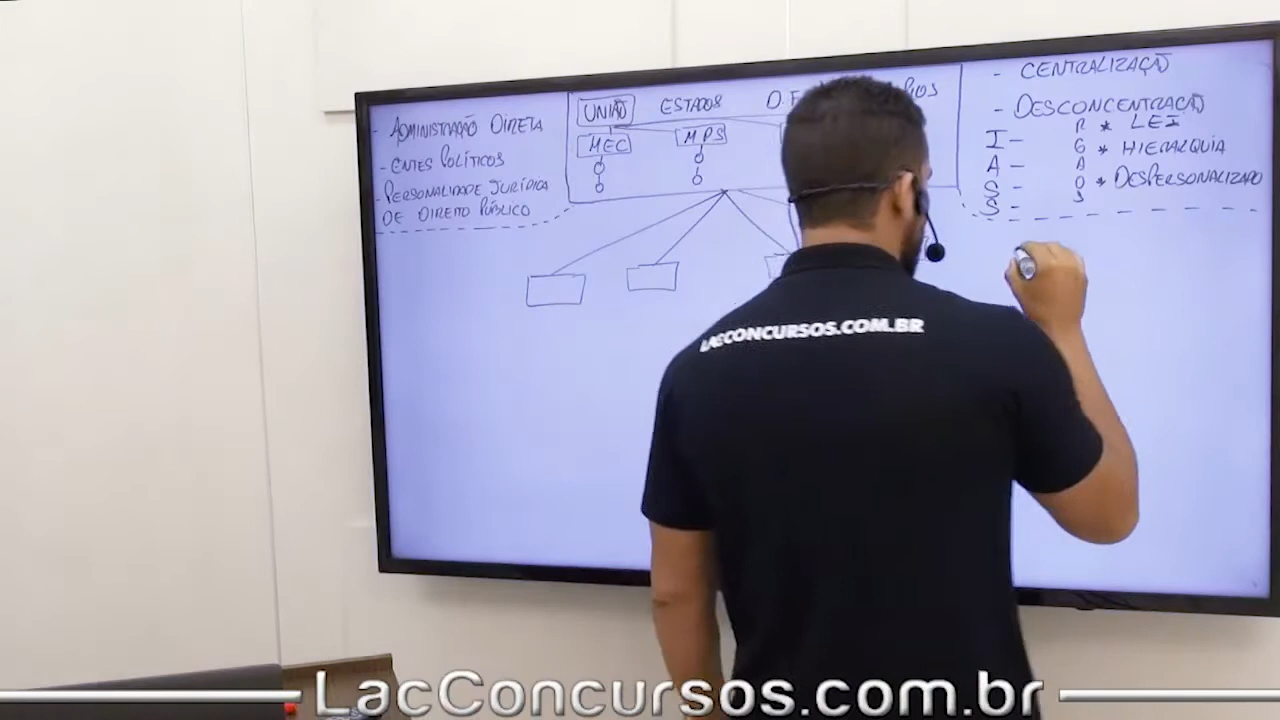 - ADMINISTRAÇÃO DIRETA
- ENTES POLÍTICOS
- PERSONALIDADE JURÍDICA
DE DIREITO PÚBLICO
UNIÃO ESTADOS D.F
MEC MPS
- CENTRALIZAÇÃO
- DESCONCENTRAÇÃO
I - R * LEI
A - G * HIERARQUIA
S - A
S - O * DESPERSONALIZADO
S
LACCONCURSOS.COM.BR
LacConcursos.com.br